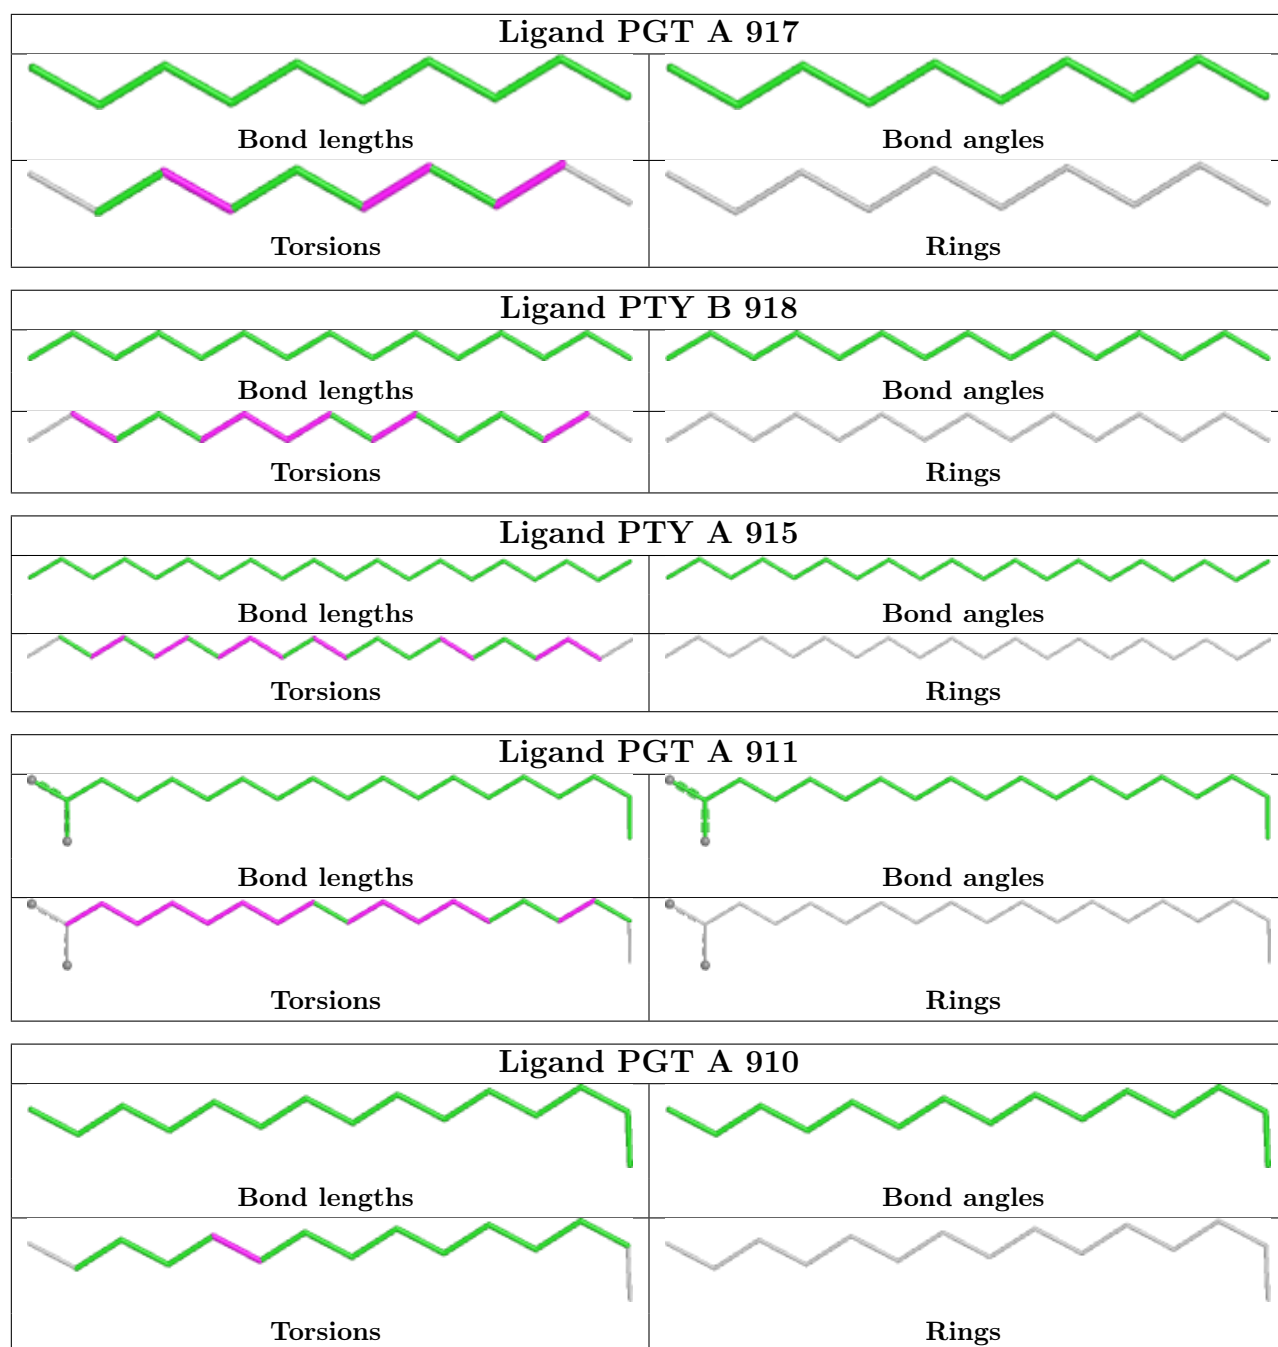 Ligand PGT A 917
Bond lengths
Bond angles
Torsions
Rings
Ligand PTY B 918
Bond lengths
Bond angles
Torsions
Rings
Ligand PTY A 915
Bond lengths
Bond angles
Torsions
Rings
Ligand PGT A 911
Bond lengths
Bond angles
Torsions
Rings
Ligand PGT A 910
Bond lengths
Bond angles
Torsions
Rings